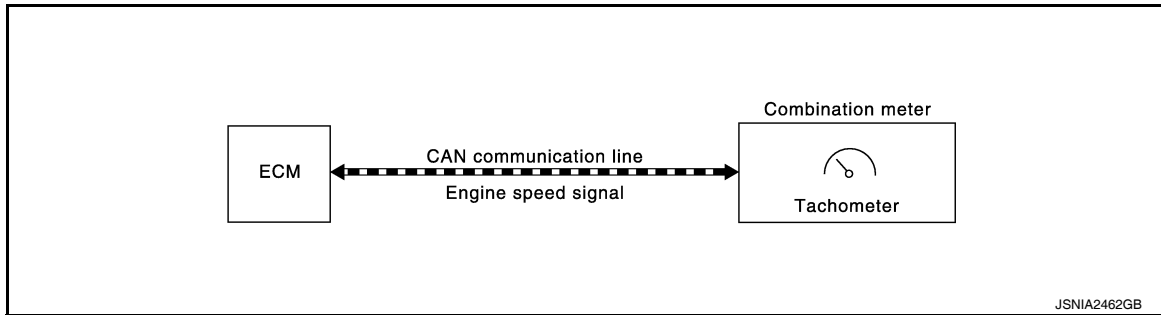 Combination meter
ECM
CAN communication line
Engine speed signal
Tachometer
JSNIA2462GB